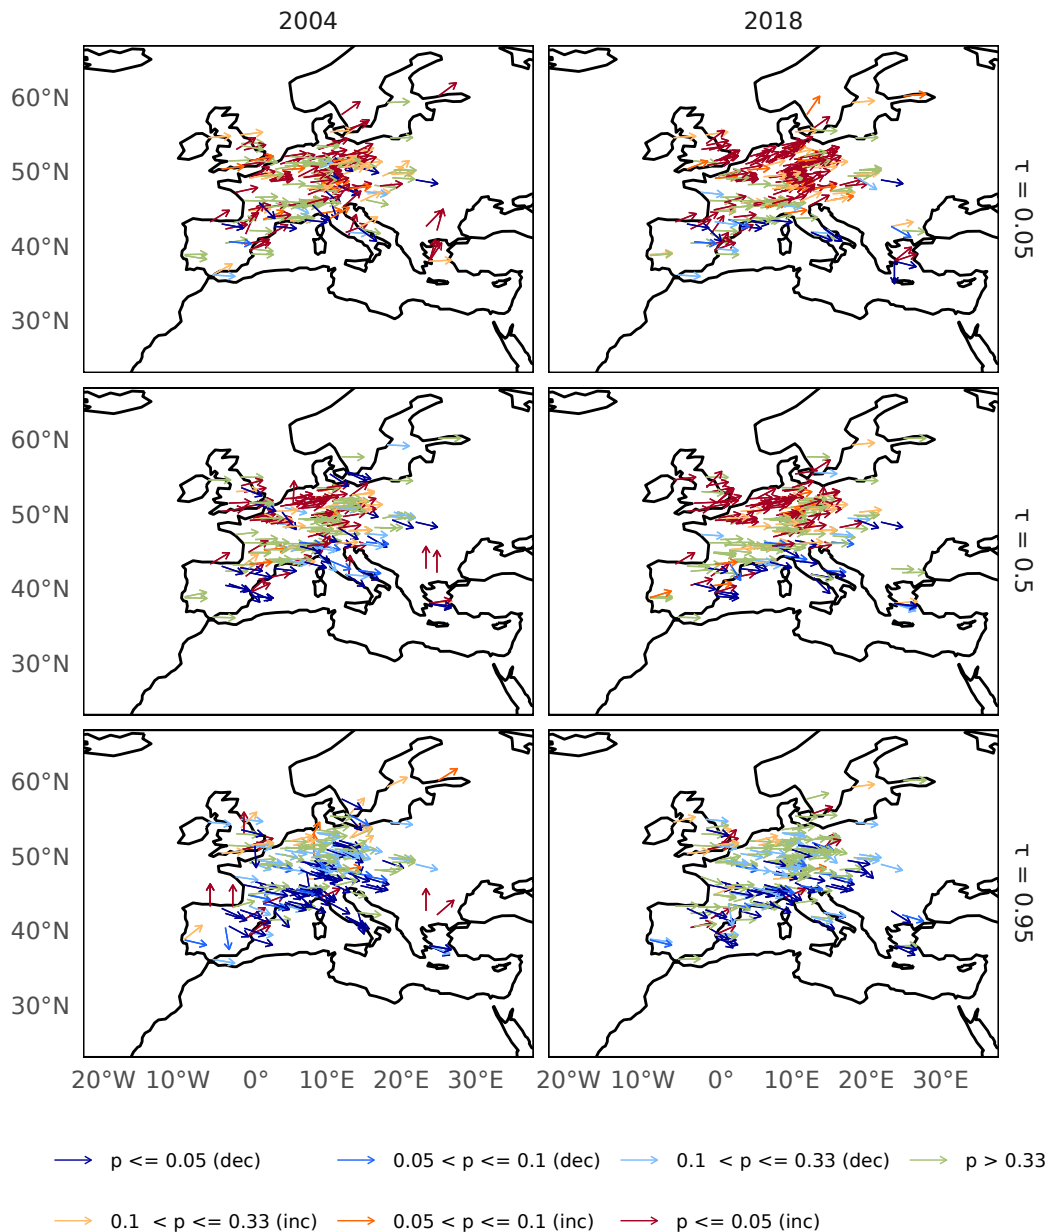 2004 2018
60°N
50°N
40°N
30°N
τ = 0.05
60°N
50°N
40°N
30°N
τ = 0.5
60°N
50°N
40°N
30°N
τ = 0.95
20°W 10°W 0° 10°E 20°E 30°E 20°W 10°W 0° 10°E 20°E 30°E
p <= 0.05 (dec) 0.05 < p <= 0.1 (dec) 0.1 < p <= 0.33 (dec) p > 0.33
0.1 < p <= 0.33 (inc) 0.05 < p <= 0.1 (inc) p <= 0.05 (inc)